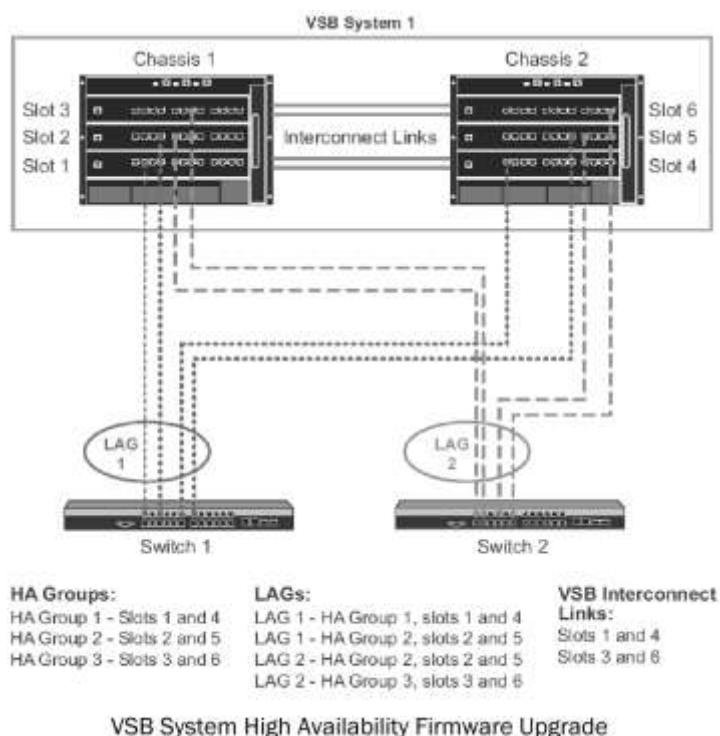 VSB System 1
Chassis 1
Chassis 2
Slot 3
Slot 2
Slot 1
Interconnect Links
Slot 6
Slot 5
Slot 4
LAG
1
LAG
2
Switch 1
Switch 2
HA Groups:
HA Group 1 - Slots 1 and 4
HA Group 2 - Slots 2 and 5
HA Group 3 - Slots 3 and 6
LAGs:
LAG 1 - HA Group 1, slots 1 and 4
LAG 1 - HA Group 2, slots 2 and 5
LAG 2 - HA Group 2, slots 2 and 5
LAG 2 - HA Group 3, slots 3 and 6
VSB Interconnect
Links:
Slots 1 and 4
Slots 3 and 6
VSB System High Availability Firmware Upgrade